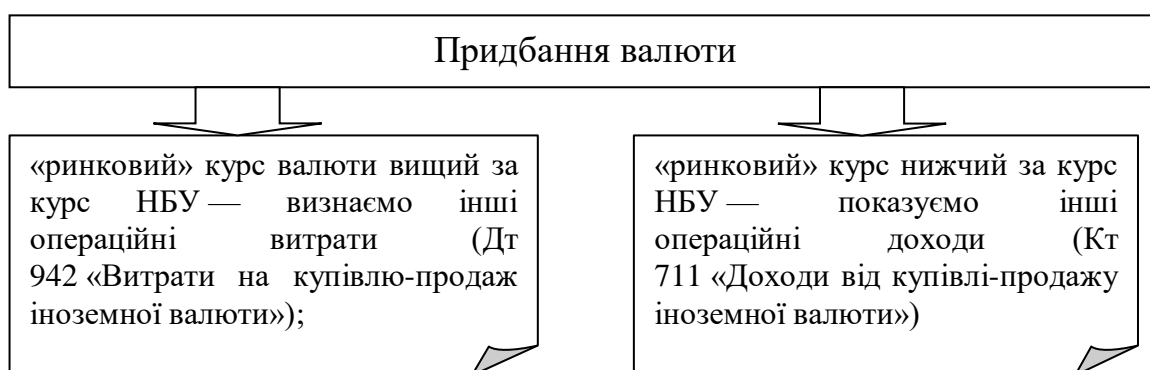 Придбання валюти
«ринковий» курс валюти вищий за
курс НБУ — визнаємо інші
операційні витрати (Дт
942 «Витрати на купівлю-продаж
іноземної валюти»);
«ринковий» курс нижчий за курс
НБУ — показуємо інші
операційні доходи (Кт
711 «Доходи від купівлі-продажу
іноземної валюти»)